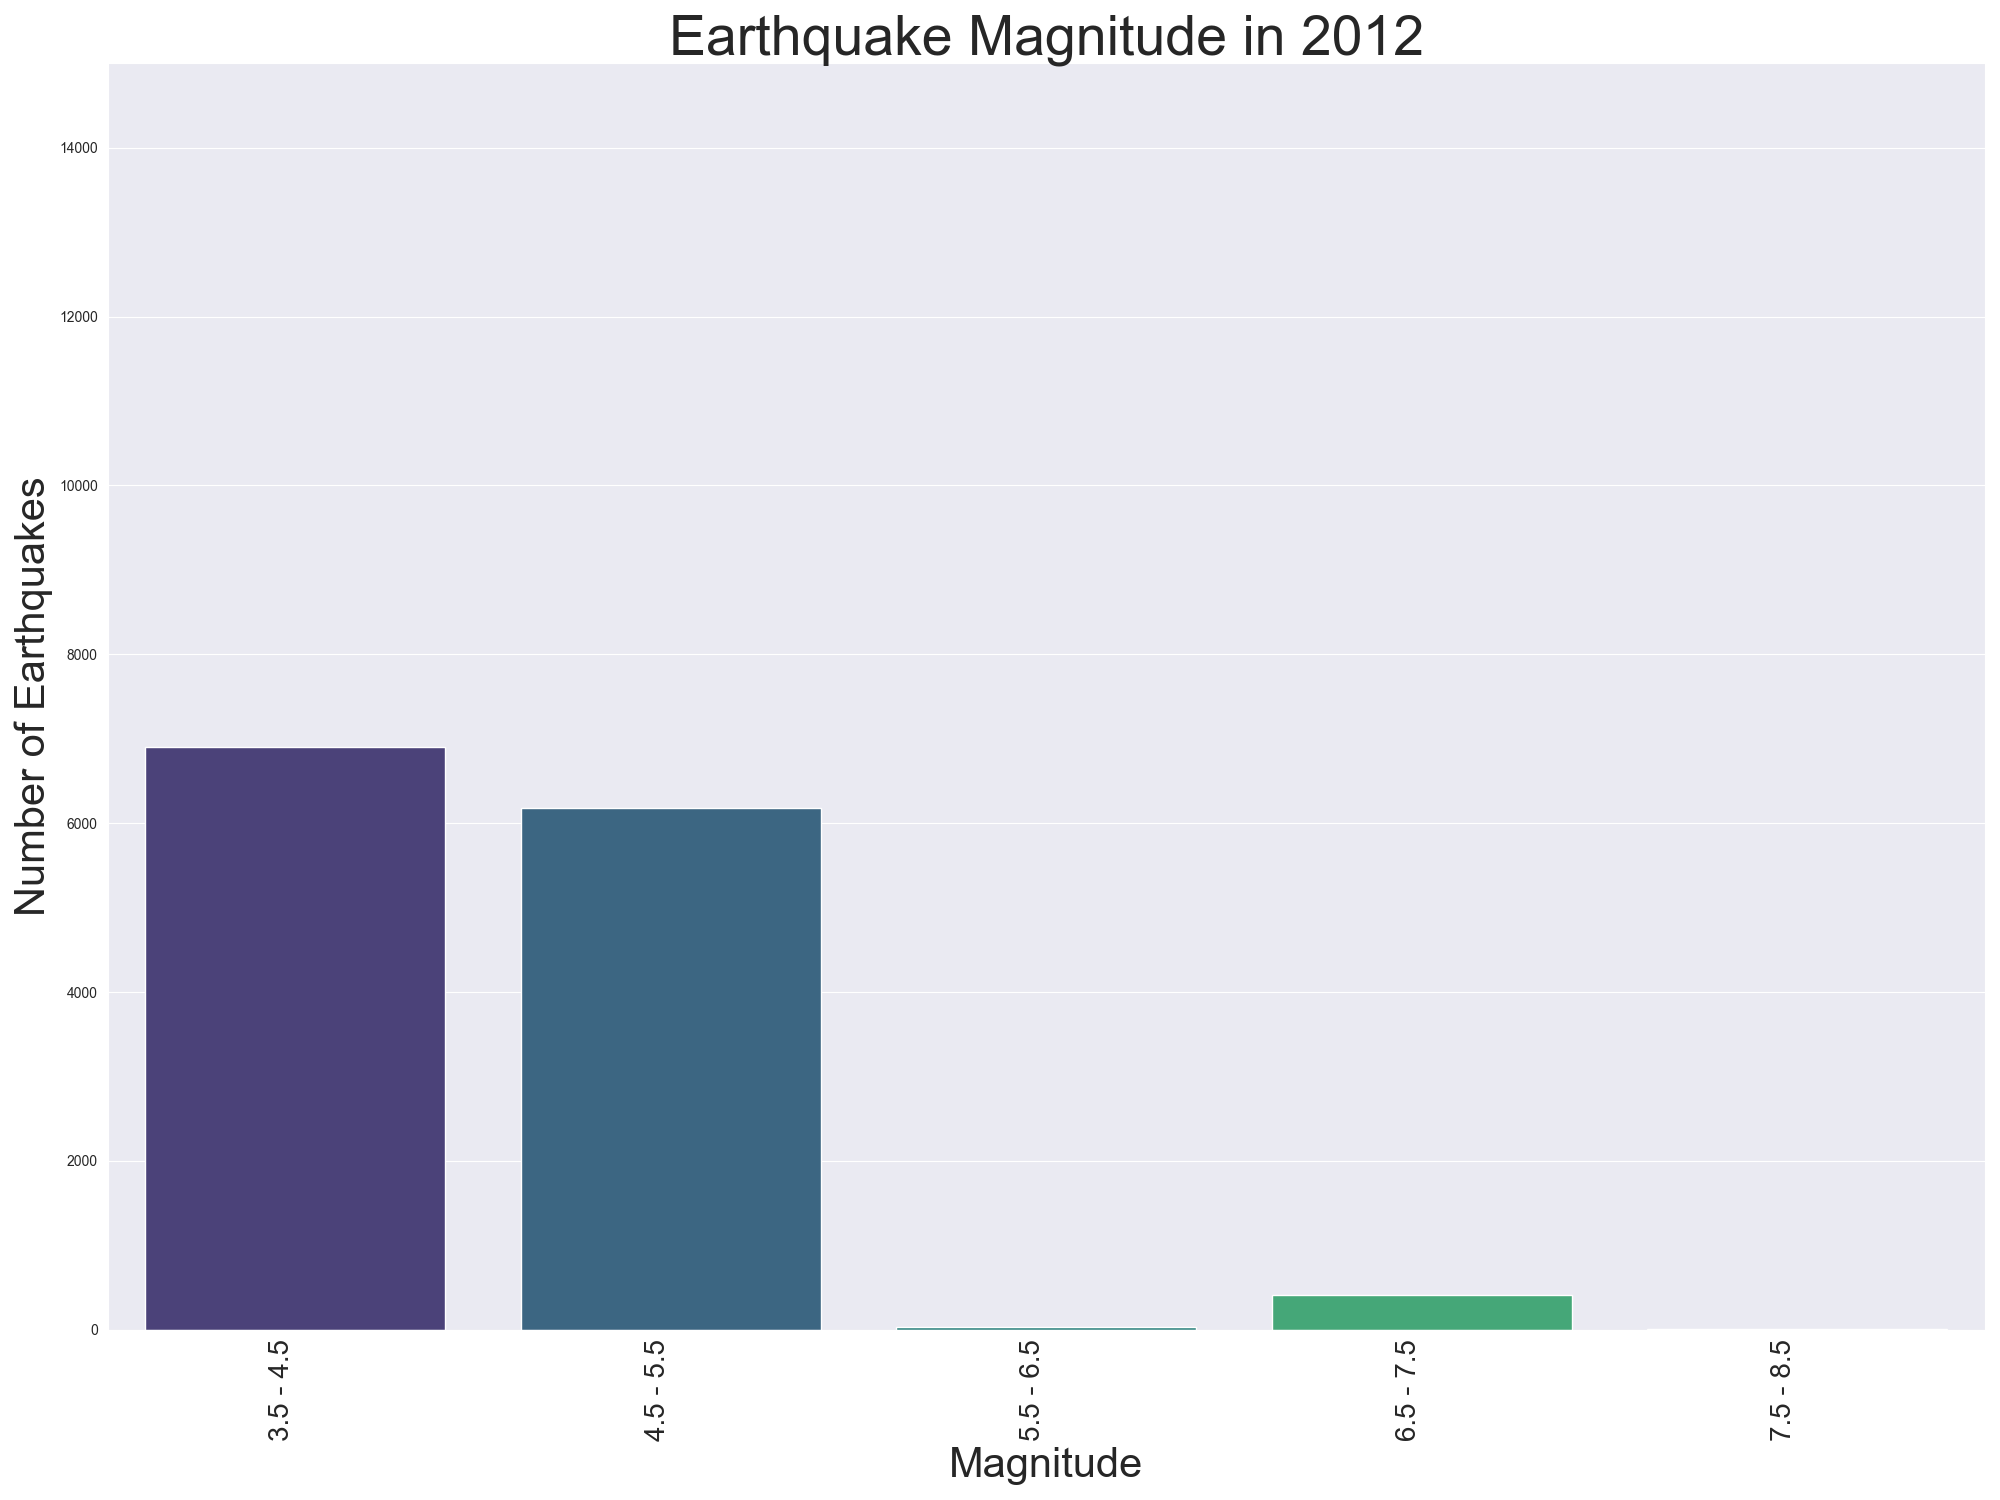 Earthquake Magnitude in 2012
Number of Earthquakes
14000
12000
10000
8000
6000
4000
2000
0
3.5 - 4.5
4.5 - 5.5
5.5 - 6.5
6.5 - 7.5
7.5 - 8.5
Magnitude